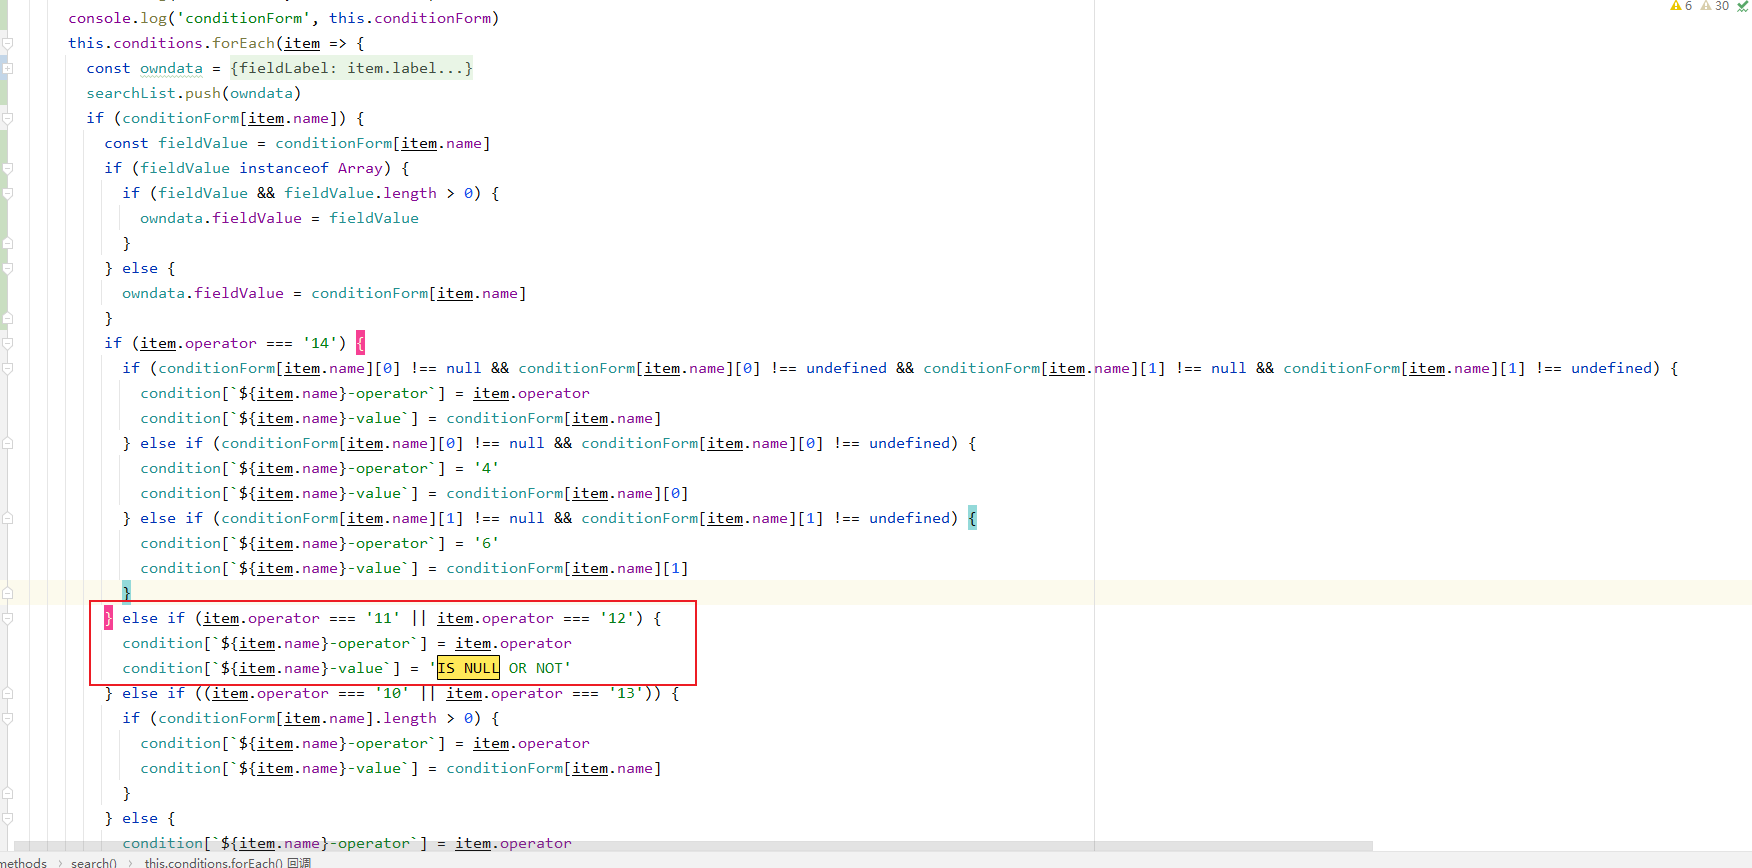 console.log('conditionForm', this.conditionForm)
this.conditions.forEach(item => {
const owndata = {fieldLabel: item.label...}
searchList.push(owndata)
if (conditionForm[item.name]) {
const fieldValue = conditionForm[item.name]
if (fieldValue instanceof Array) {
if (fieldValue && fieldValue.length > 0) {
owndata.fieldValue = fieldValue
}
} else {
owndata.fieldValue = conditionForm[item.name]
}
if (item.operator === '14') {
if (conditionForm[item.name][0] !== null && conditionForm[item.name][0] !== undefined && conditionForm[item.name][1] !== null && conditionForm[item.name][1] !== undefined) {
condition[`${item.name}-operator`] = item.operator
condition[`${item.name}-value`] = conditionForm[item.name]
} else if (conditionForm[item.name][0] !== null && conditionForm[item.name][0] !== undefined) {
condition[`${item.name}-operator`] = '4'
condition[`${item.name}-value`] = conditionForm[item.name][0]
} else if (conditionForm[item.name][1] !== null && conditionForm[item.name][1] !== undefined) {
condition[`${item.name}-operator`] = '6'
condition[`${item.name}-value`] = conditionForm[item.name][1]
}
} else if (item.operator === '11' || item.operator === '12') {
condition[`${item.name}-operator`] = item.operator
condition[`${item.name}-value`] = 'IS NULL OR NOT'
} else if ((item.operator === '10' || item.operator === '13')) {
if (conditionForm[item.name].length > 0) {
condition[`${item.name}-operator`] = item.operator
condition[`${item.name}-value`] = conditionForm[item.name]
}
} else {
condition[`${item.name}-operator`] = item.operator
methods > search() > this.conditions.forEach() 回调
6 30